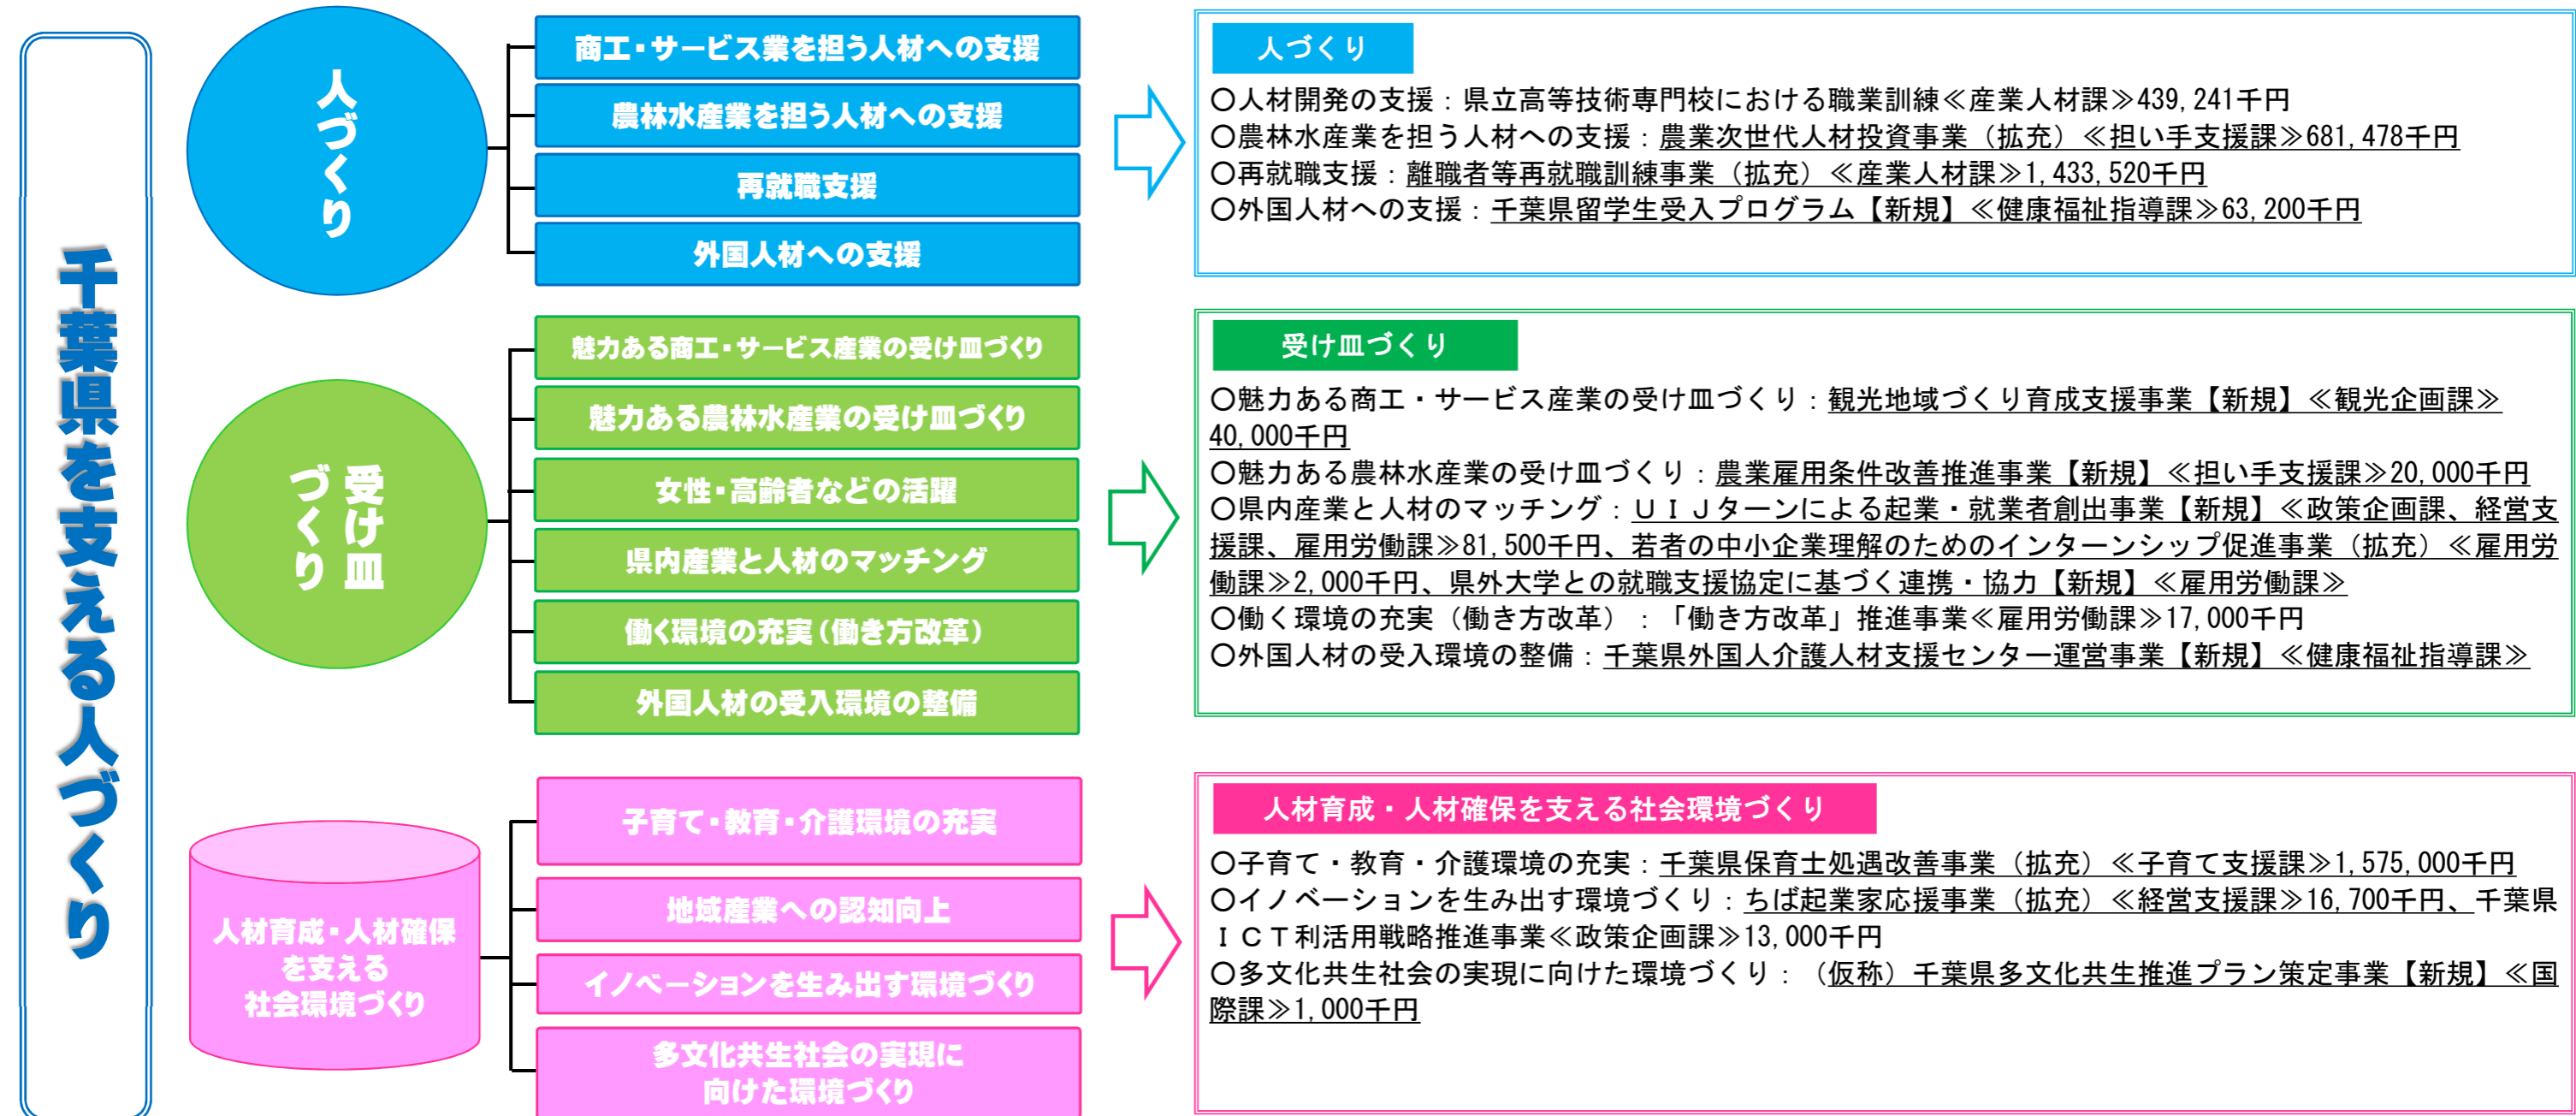 千葉県を支える人づくり
人づくり
商工・サービス業を担う人材への支援
農林水産業を担う人材への支援
再就職支援
外国人材への支援
人づくり
○人材開発の支援：県立高等技術専門校における職業訓練≪産業人材課≫439,241千円
○農林水産業を担う人材への支援：農業次世代人材投資事業（拡充）≪担い手支援課≫681,478千円
○再就職支援：離職者等再就職訓練事業（拡充）≪産業人材課≫1,433,520千円
○外国人材への支援：千葉県留学生受入プログラム【新規】≪健康福祉指導課≫63,200千円
受け皿
づくり
魅力ある商工・サービス産業の受け皿づくり
魅力ある農林水産業の受け皿づくり
女性・高齢者などの活躍
県内産業と人材のマッチング
働く環境の充実（働き方改革）
外国人材の受入環境の整備
受け皿づくり
○魅力ある商工・サービス産業の受け皿づくり：観光地域づくり育成支援事業【新規】≪観光企画課≫
40,000千円
○魅力ある農林水産業の受け皿づくり：農業雇用条件改善推進事業【新規】≪担い手支援課≫20,000千円
○県内産業と人材のマッチング：ＵＩＪターンによる起業・就業者創出事業【新規】≪政策企画課、経営支
援課、雇用労働課≫81,500千円、若者の中小企業理解のためのインターンシップ促進事業（拡充）≪雇用労
働課≫2,000千円、県外大学との就職支援協定に基づく連携・協力【新規】≪雇用労働課≫
○働く環境の充実（働き方改革）：「働き方改革」推進事業≪雇用労働課≫17,000千円
○外国人材の受入環境の整備：千葉県外国人介護人材支援センター運営事業【新規】≪健康福祉指導課≫
人材育成・人材確保
を支える
社会環境づくり
子育て・教育・介護環境の充実
地域産業への認知向上
イノベーションを生み出す環境づくり
多文化共生社会の実現に
向けた環境づくり
人材育成・人材確保を支える社会環境づくり
○子育て・教育・介護環境の充実：千葉県保育士処遇改善事業（拡充）≪子育て支援課≫1,575,000千円
○イノベーションを生み出す環境づくり：ちば起業家応援事業（拡充）≪経営支援課≫16,700千円、千葉県
ＩＣＴ利活用戦略推進事業≪政策企画課≫13,000千円
○多文化共生社会の実現に向けた環境づくり：（仮称）千葉県多文化共生推進プラン策定事業【新規】≪国
際課≫1,000千円